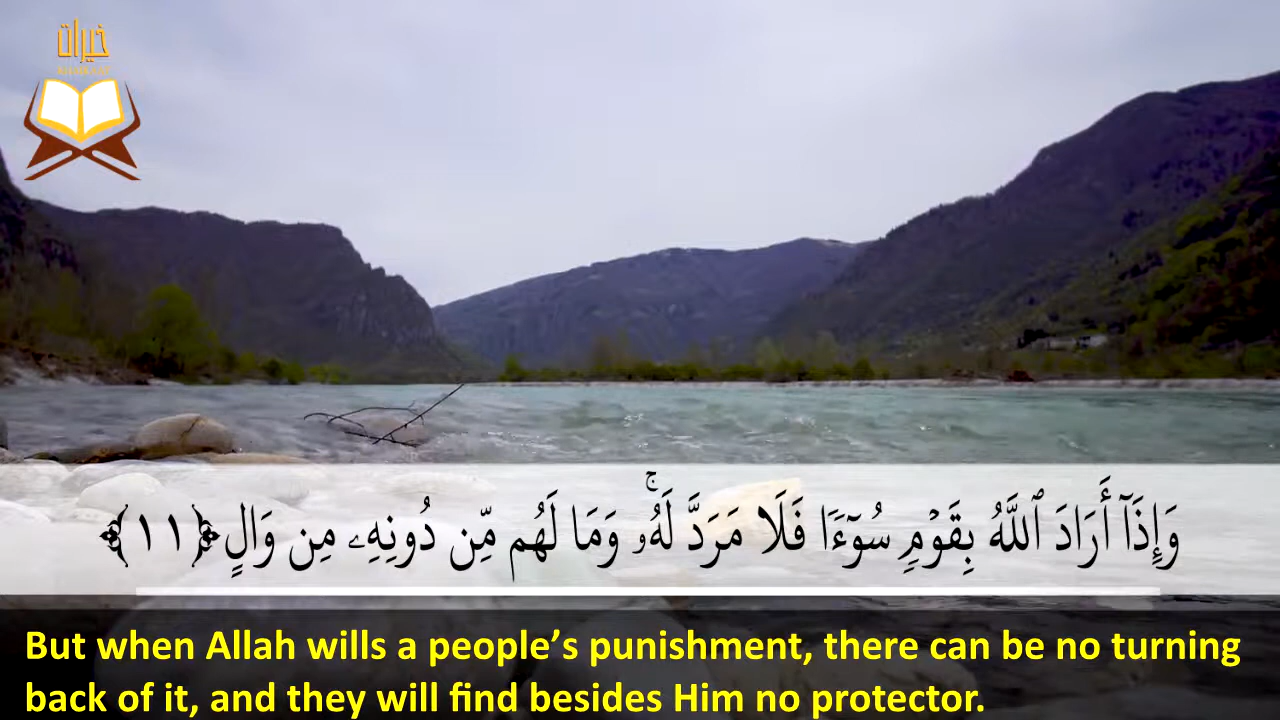 خيرات
وَإِذَآ أَرَادَ ٱللَّهُ بِقَوْمٍ سُوٓءًا فَلَا مَرَدَّ لَهُۥ ۚ وَمَا لَهُم مِّن دُونِهِۦ مِن وَالٍ ﴿١١﴾
But when Allah wills a people’s punishment, there can be no turning
back of it, and they will find besides Him no protector.